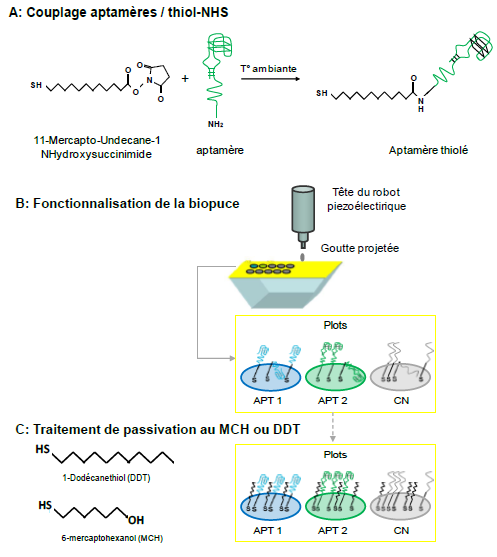 A: Couplage aptamères / thiol-NHS
SH
O
O
N
O
O
+
NH2
T° ambiante
SH
O
N
H
11-Mercapto-Undecane-1
NHydroxysuccinimide
aptamère
Aptamère thiolé
B: Fonctionnalisation de la biopuce
Tête du robot
piezoélectirique
Goutte projetée
Plots
S S S
S S S
SSS S
APT 1
APT 2
CN
C: Traitement de passivation au MCH ou DDT
HS
1-Dodécanethiol (DDT)
HS
OH
6-mercaptohexanol (MCH)
Plots
APT 1
APT 2
CN